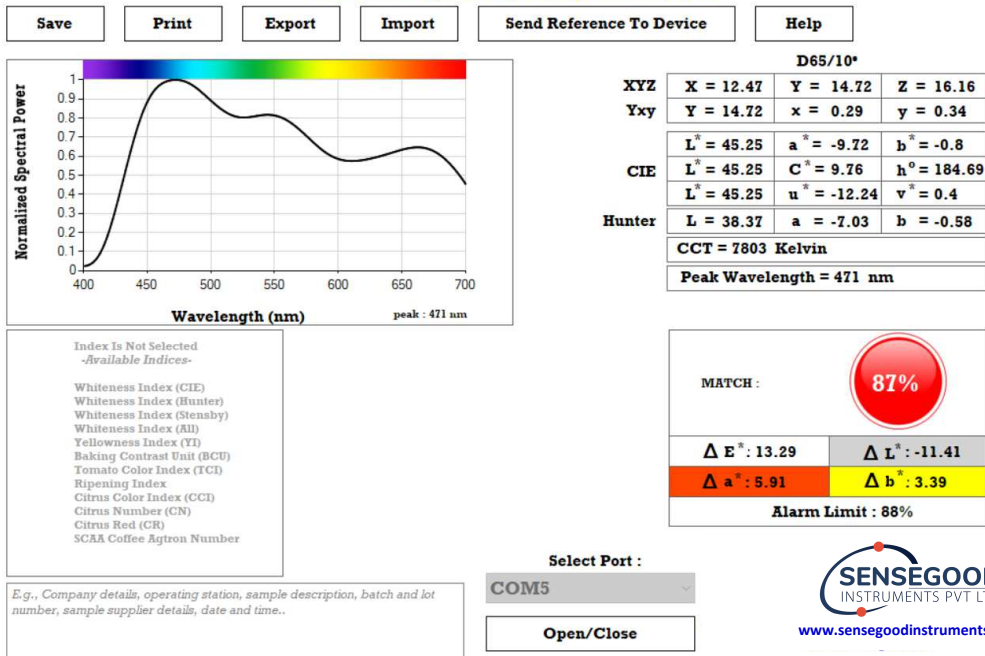 Save Print Export Import Send Reference To Device Help
D65/10°
XYZ X = 12.47 Y = 14.72 Z = 16.16
Yxy Y = 14.72 x = 0.29 y = 0.34
L* = 45.25 a* = -9.72 b* = -0.8
CIE L* = 45.25 C* = 9.76 h° = 184.69
L* = 45.25 u* = -12.24 v* = 0.4
Hunter L = 38.37 a = -7.03 b = -0.58
CCT = 7803 Kelvin
Peak Wavelength = 471 nm
Normalized Spectral Power
1
0.9
0.8
0.7
0.6
0.5
0.4
0.3
0.2
0.1
0
400 450 500 550 600 650 700
Wavelength (nm) peak : 471 nm
Index Is Not Selected
-Available Indices-
Whiteness Index (CIE)
Whiteness Index (Hunter)
Whiteness Index (Stensby)
Whiteness Index (All)
Yellowness Index (YI)
Baking Contrast Unit (BCU)
Tomato Color Index (TCI)
Ripening Index
Citrus Color Index (CCI)
Citrus Number (CN)
Citrus Red (CR)
SCAA Coffee Agtron Number
MATCH : 87%
Δ E* : 13.29 Δ L* : -11.41
Δ a* : 5.91 Δ b* : 3.39
Alarm Limit : 88%
E.g., Company details, operating station, sample description, batch and lot
number, sample supplier details, date and time..
Select Port :
COM5
Open/Close
SENSEGOO
INSTRUMENTS PVT LT
www.sensegoodinstruments